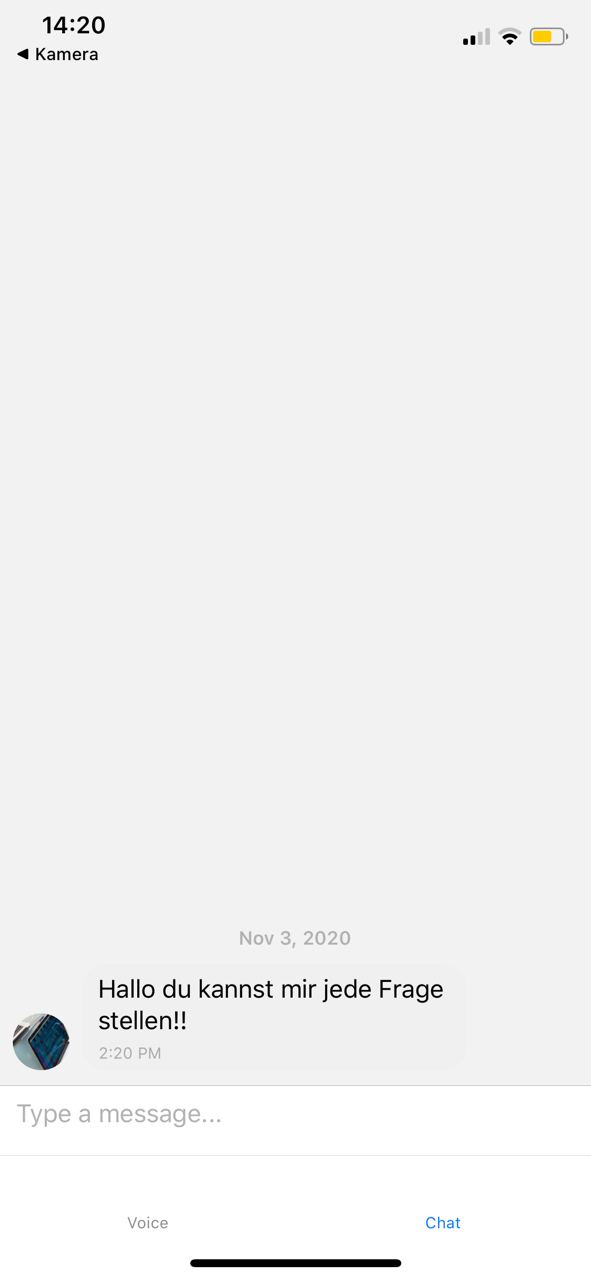 14:20
◀ Kamera
Nov 3, 2020
Hallo du kannst mir jede Frage
stellen!!
2:20 PM
Type a message...
Voice
Chat